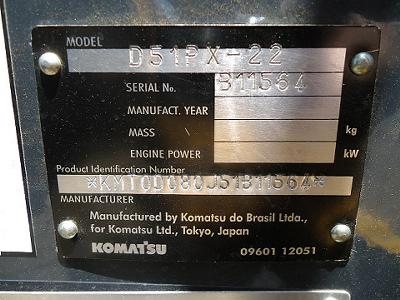 MODEL D51PX-22
SERIAL No. B11564
MANUFACT. YEAR
MASS kg
ENGINE POWER kW
Product Identification Number
*KMT0D080J51B11564*
MANUFACTURER
Manufactured by Komatsu do Brasil Ltda.,
for Komatsu Ltd., Tokyo, Japan
KOMATSU 09601 12051